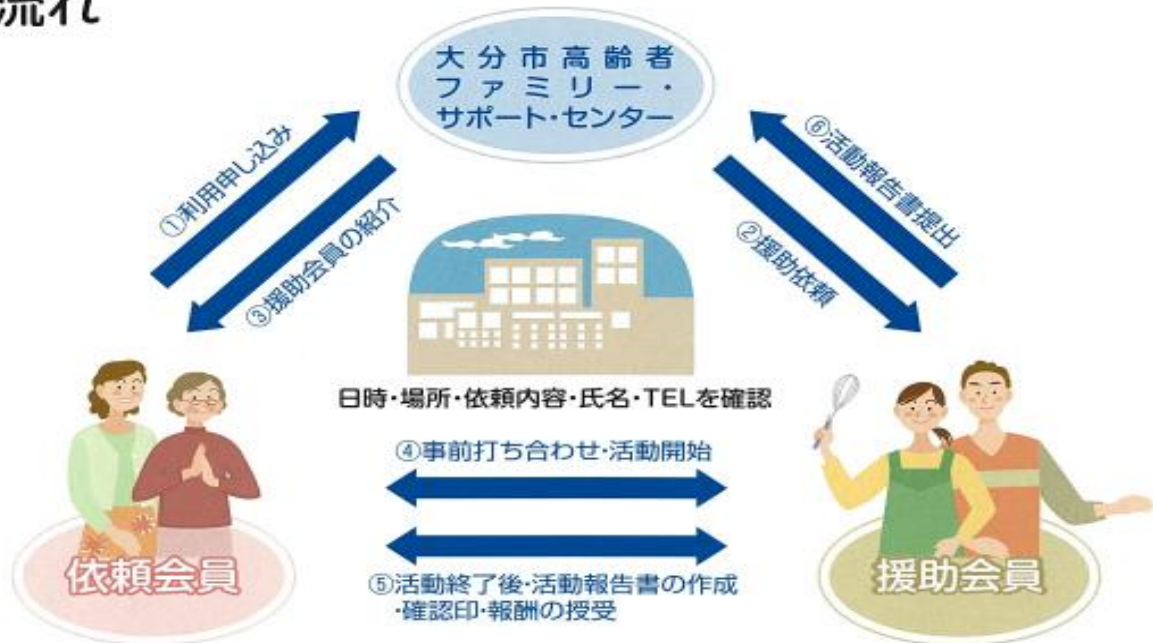 流れ
大分市高齢者
ファミリー・
サポート・センター
①利用申し込み
③援助会員の紹介
⑥活動報告書提出
②援助依頼
日時・場所・依頼内容・氏名・TELを確認
④事前打ち合わせ・活動開始
⑤活動終了後・活動報告書の作成
・確認印・報酬の授受
依頼会員
援助会員